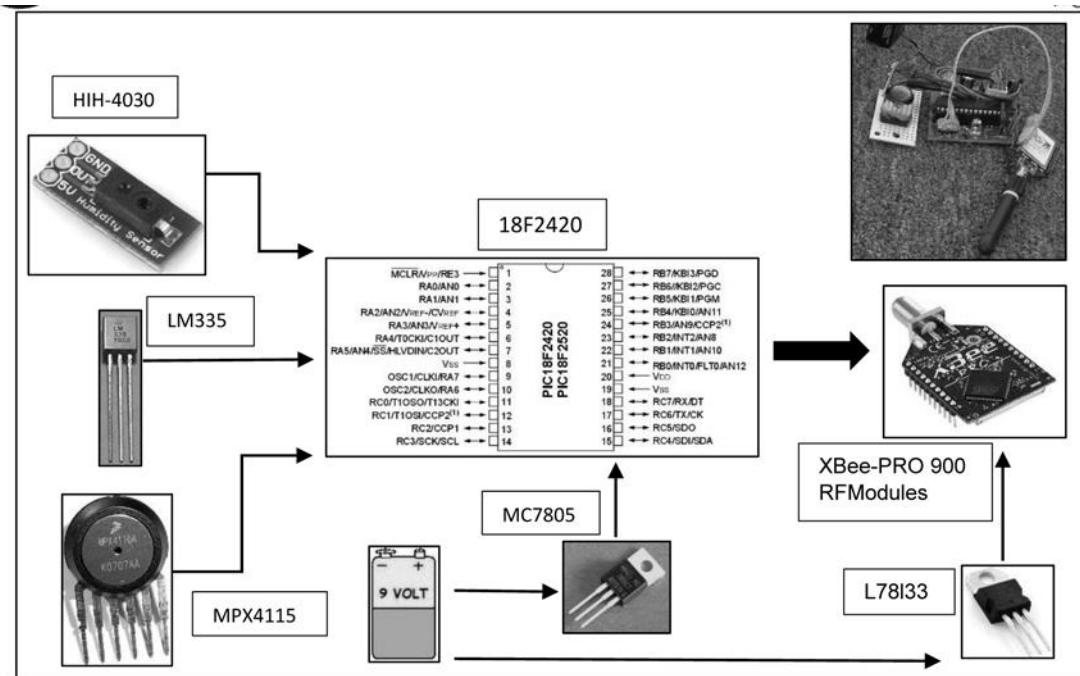 HIH-4030
GND
OUT
5V Humidity Sensor
18F2420
LM335
LM
335
MCLR/VPP/RE3
RA0/AN0
RA1/AN1
RA2/AN2/VREF-/CVREF
RA3/AN3/VREF+
RA4/T0CKI/C1OUT
RA5/AN4/SS/HLVDIN/C2OUT
VSS
OSC1/CLKI/RA7
OSC2/CLKO/RA6
RC0/T1OSO/T13CKI
RC1/T1OSI/CCP2(1)
RC2/CCP1
RC3/SCK/SCL
1
2
3
4
5
6
7
8
9
10
11
12
13
14
PIC18F2420
PIC18F2520
28
27
26
25
24
23
22
21
20
19
18
17
16
15
RB7/KBI3/PGD
RB6//KBI2/PGC
RB5/KBI1/PGM
RB4/KBI0/AN11
RB3/AN9/CCP2(1)
RB2/INT2/AN8
RB1/INT1/AN10
RB0/INT0/FLT0/AN12
VDD
VSS
RC7/RX/DT
RC6/TX/CK
RC5/SDO
RC4/SDI/SDA
XBee
XBee-PRO 900
RFModules
MC7805
MPX4115A
K0707AA
MPX4115
− +
9 VOLT
L78l33